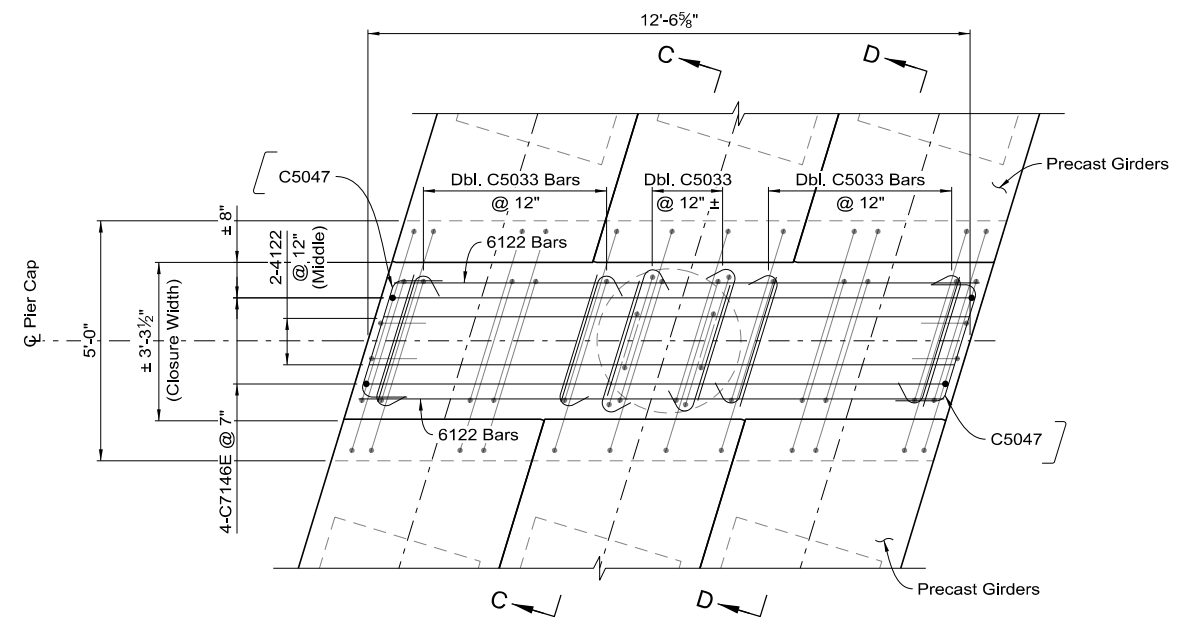 12'-6⅝"
C
D
C5047
Dbl. C5033 Bars
@ 12"
Dbl. C5033
@ 12" ±
Dbl. C5033 Bars
@ 12"
Precast Girders
± 8"
2-4122
@ 12"
(Middle)
6122 Bars
℄ Pier Cap
5'-0"
± 3'-3½"
(Closure Width)
4-C7146E @ 7"
6122 Bars
C5047
Precast Girders
C
D